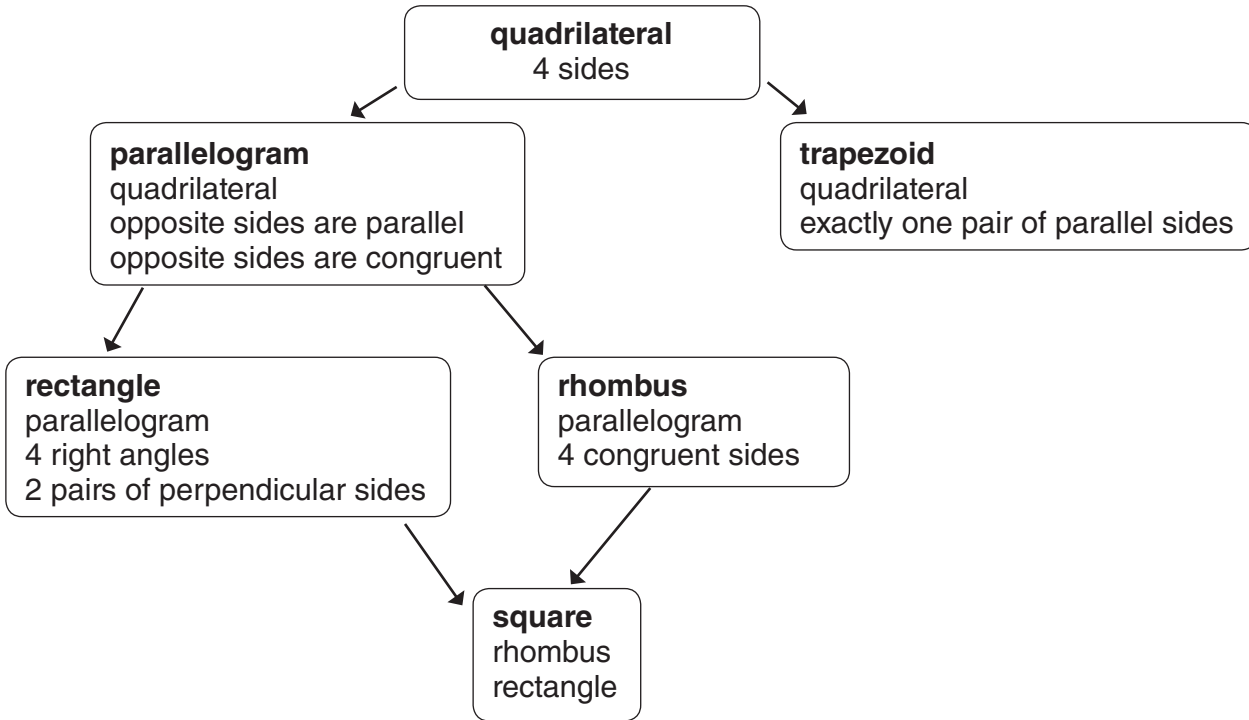 quadrilateral
4 sides
parallelogram
quadrilateral
opposite sides are parallel
opposite sides are congruent
trapezoid
quadrilateral
exactly one pair of parallel sides
rectangle
parallelogram
4 right angles
2 pairs of perpendicular sides
rhombus
parallelogram
4 congruent sides
square
rhombus
rectangle